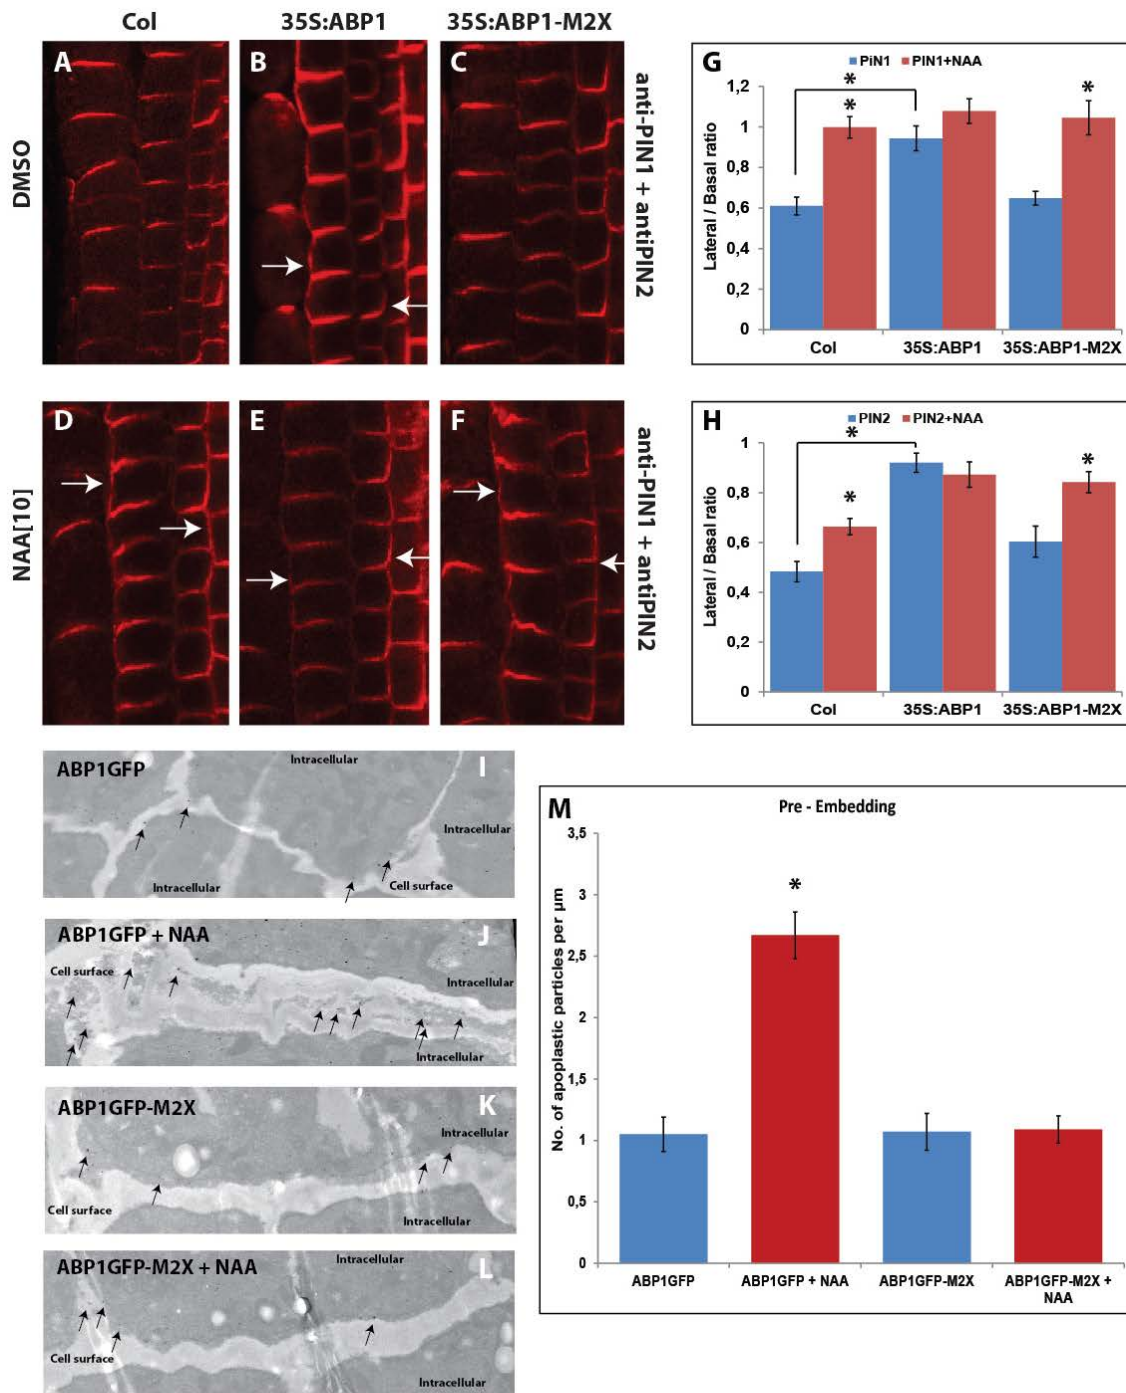 Col
35S:ABP1
35S:ABP1-M2X
DMSO
A
B
C
anti-PIN1 + antiPIN2
NAA[10]
D
E
F
anti-PIN1 + antiPIN2
G
PiN1
PIN1+NAA
Lateral / Basal ratio
1,2
1
0,8
0,6
0,4
0,2
0
*
*
*
Col
35S:ABP1
35S:ABP1-M2X
H
PIN2
PIN2+NAA
Lateral / Basal ratio
1
0,8
0,6
0,4
0,2
0
*
*
*
Col
35S:ABP1
35S:ABP1-M2X
ABP1GFP
Intracellular
I
Intracellular
Intracellular
Cell surface
ABP1GFP + NAA
J
Cell surface
Intracellular
Intracellular
ABP1GFP-M2X
K
Intracellular
Cell surface
Intracellular
ABP1GFP-M2X + NAA
Intracellular
L
Cell surface
Intracellular
M
Pre - Embedding
No. of apoplastic particles per µm
3,5
3
2,5
2
1,5
1
0,5
0
*
ABP1GFP
ABP1GFP + NAA
ABP1GFP-M2X
ABP1GFP-M2X +
NAA